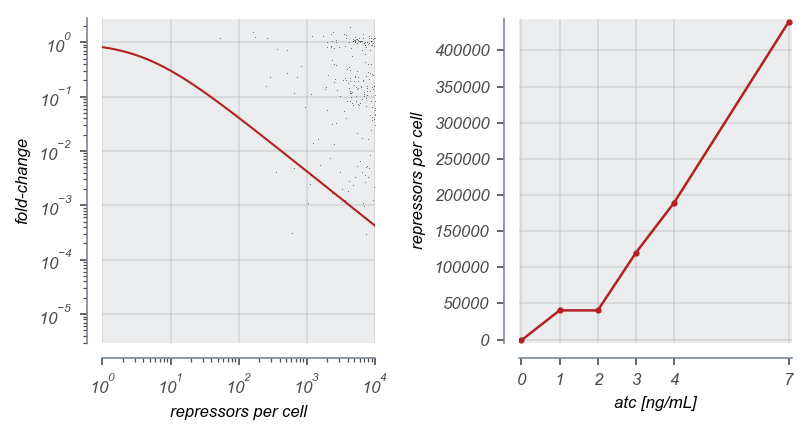 fold-change
10^0
10^-1
10^-2
10^-3
10^-4
10^-5
10^0 10^1 10^2 10^3 10^4
repressors per cell
repressors per cell
400000
350000
300000
250000
200000
150000
100000
50000
0
0 1 2 3 4 7
atc [ng/mL]